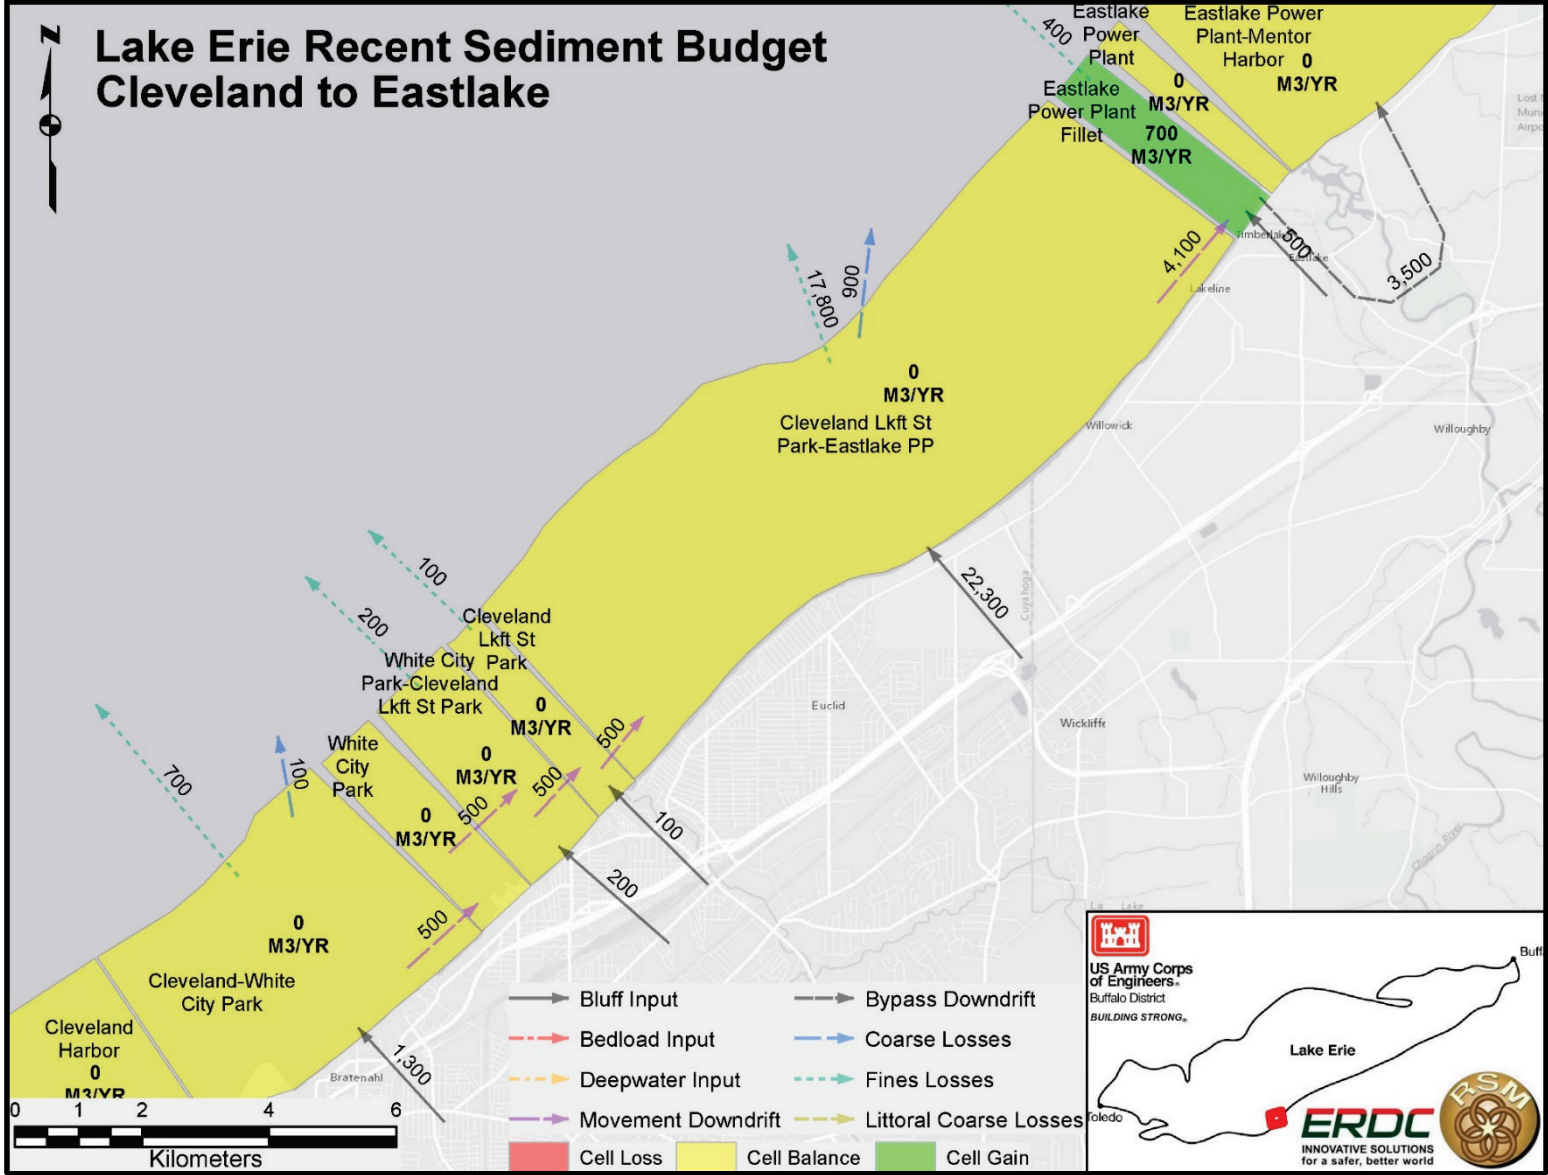 Lake Erie Recent Sediment Budget
Cleveland to Eastlake
N
400
Eastlake
Power
Plant
0
M3/YR
Eastlake Power
Plant-Mentor
Harbor 0
M3/YR
Eastlake
Power Plant
Fillet
700
M3/YR
500
3,500
4,100
Eastlake
Lakeline
17,800
900
0
M3/YR
Cleveland Lkft St
Park-Eastlake PP
Willowick
Willoughby
22,300
Cuyahoga
100
200
Cleveland
Lkft St
Park
0
M3/YR
White City
Park-Cleveland
Lkft St Park
0
M3/YR
500
500
500
Euclid
Wickliffe
Willoughby
Hills
Chagrin River
White
City
Park
0
M3/YR
700
100
100
200
500
0
M3/YR
Cleveland-White
City Park
Cleveland
Harbor
0
M3/YR
1,300
Bratenahl
0 1 2 4 6
Kilometers
Bluff Input
Bedload Input
Deepwater Input
Movement Downdrift
Bypass Downdrift
Coarse Losses
Fines Losses
Littoral Coarse Losses
Cell Loss
Cell Balance
Cell Gain
US Army Corps
of Engineers®
Buffalo District
BUILDING STRONG®
Lake Erie
Toledo
ERDC
INNOVATIVE SOLUTIONS
for a safer, better world
RSM